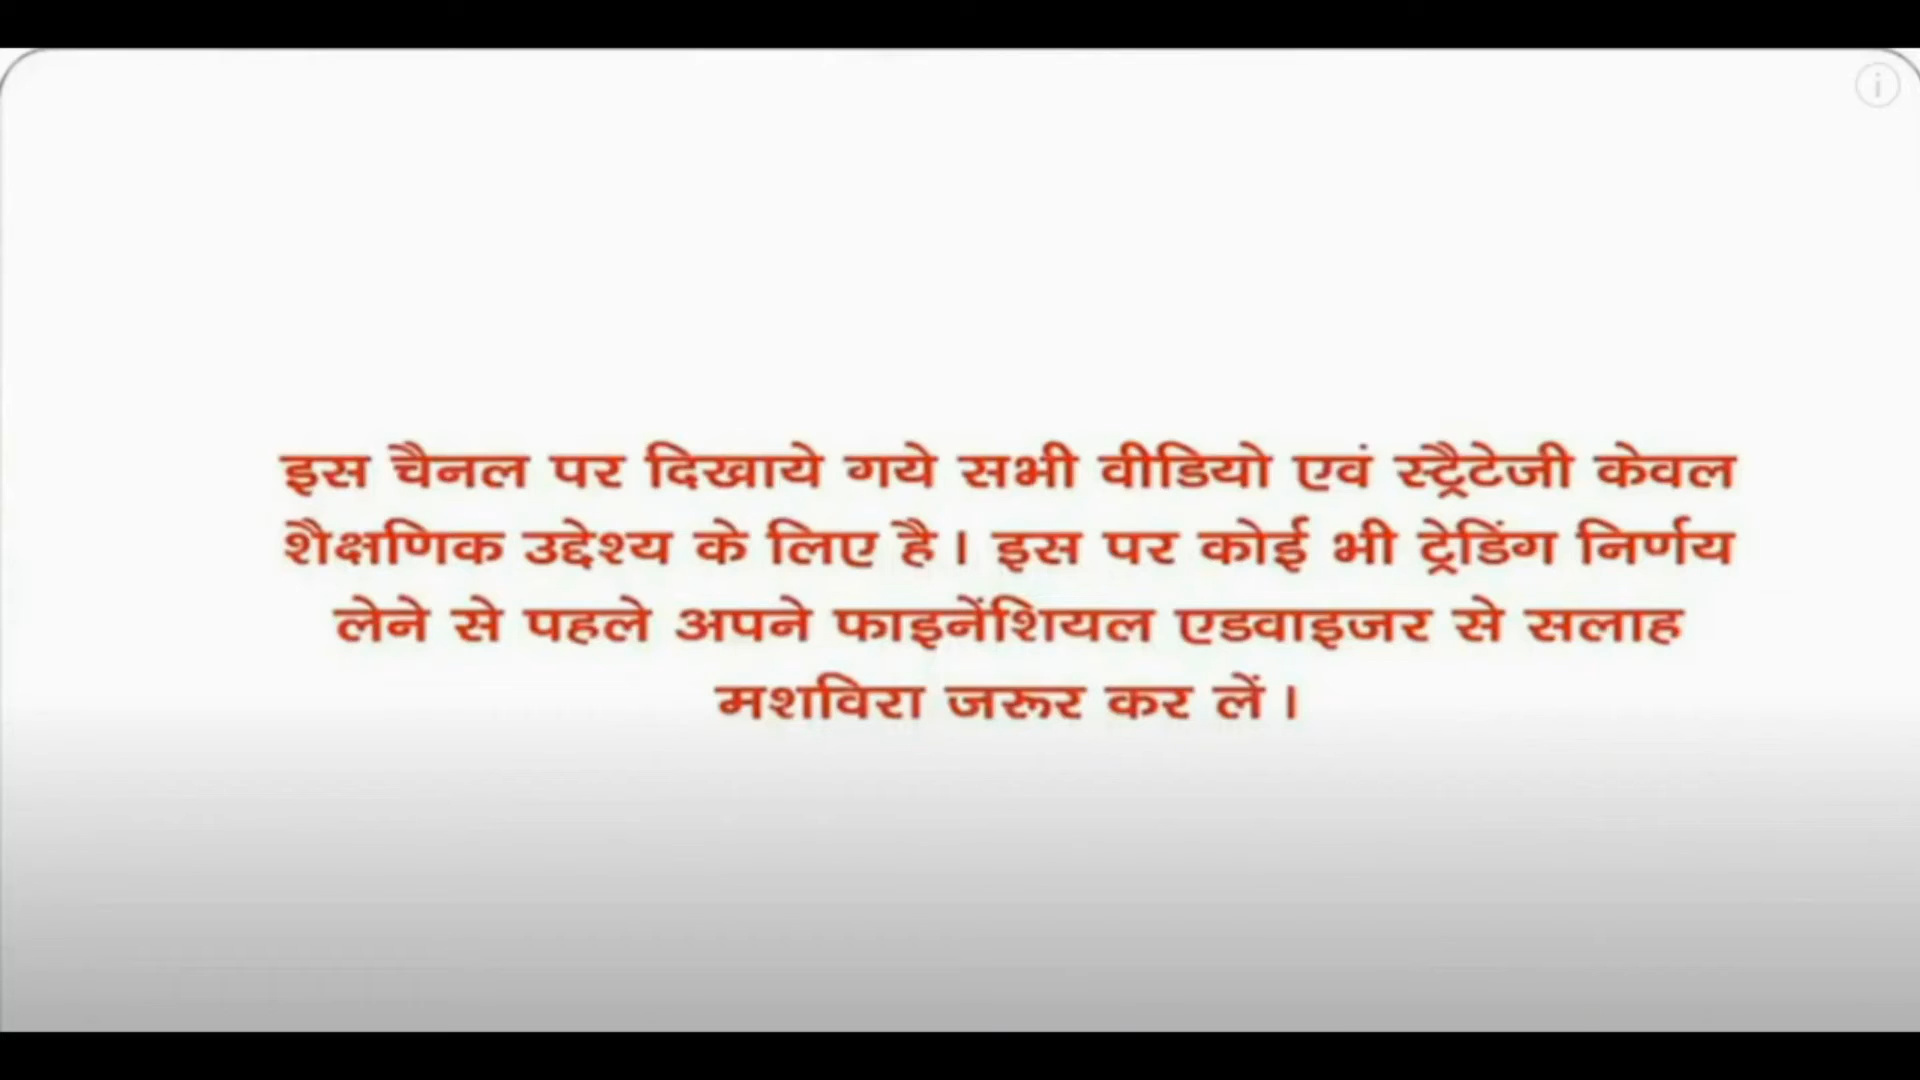 इस चैनल पर दिखाये गये सभी वीडियो एवं स्ट्रैटेजी केवल
शैक्षणिक उद्देश्य के लिए है। इस पर कोई भी ट्रेडिंग निर्णय
लेने से पहले अपने फाइनेंशियल एडवाइजर से सलाह
मशविरा जरूर कर लें।